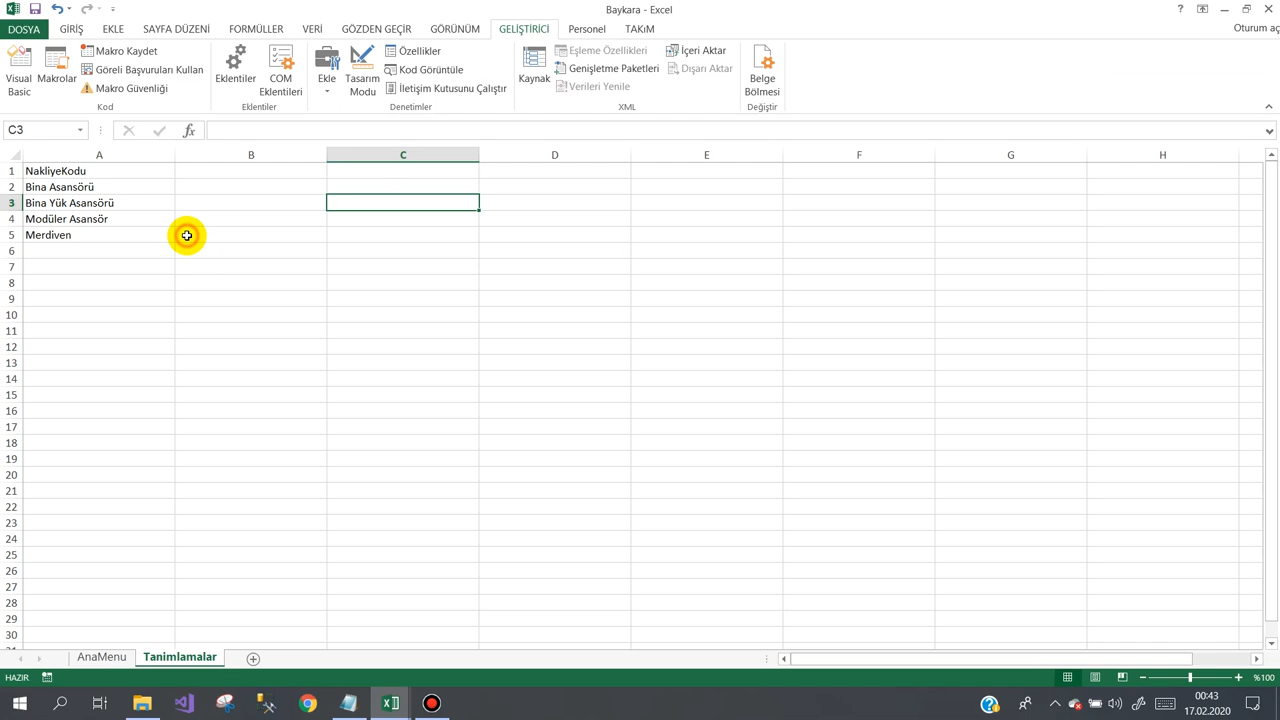 Baykara - Excel
?
DOSYA GİRİŞ EKLE SAYFA DÜZENİ FORMÜLLER VERİ GÖZDEN GEÇİR GÖRÜNÜM GELİŞTİRİCİ Personel TAKıM
Oturum aç
Visual Basic
Makrolar
Makro Kaydet
Göreli Başvuruları Kullan
Makro Güvenliği
Kod
Eklentiler
COM Eklentileri
Eklentiler
Ekle
Tasarım Modu
Özellikler
Kod Görüntüle
İletişim Kutusunu Çalıştır
Denetimler
Kaynak
Eşleme Özellikleri
Genişletme Paketleri
Verileri Yenile
İçeri Aktar
Dışarı Aktar
XML
Belge Bölmesi
Değiştir
C3
fx
A B C D E F G H
1 NakliyeKodu
2 Bina Asansörü
3 Bina Yük Asansörü
4 Modüler Asansör
5 Merdiven
6
7
8
9
10
11
12
13
14
15
16
17
18
19
20
21
22
23
24
25
26
27
28
29
30
AnaMenu Tanimlamalar
HAZIR
%100
00:43
17.02.2020